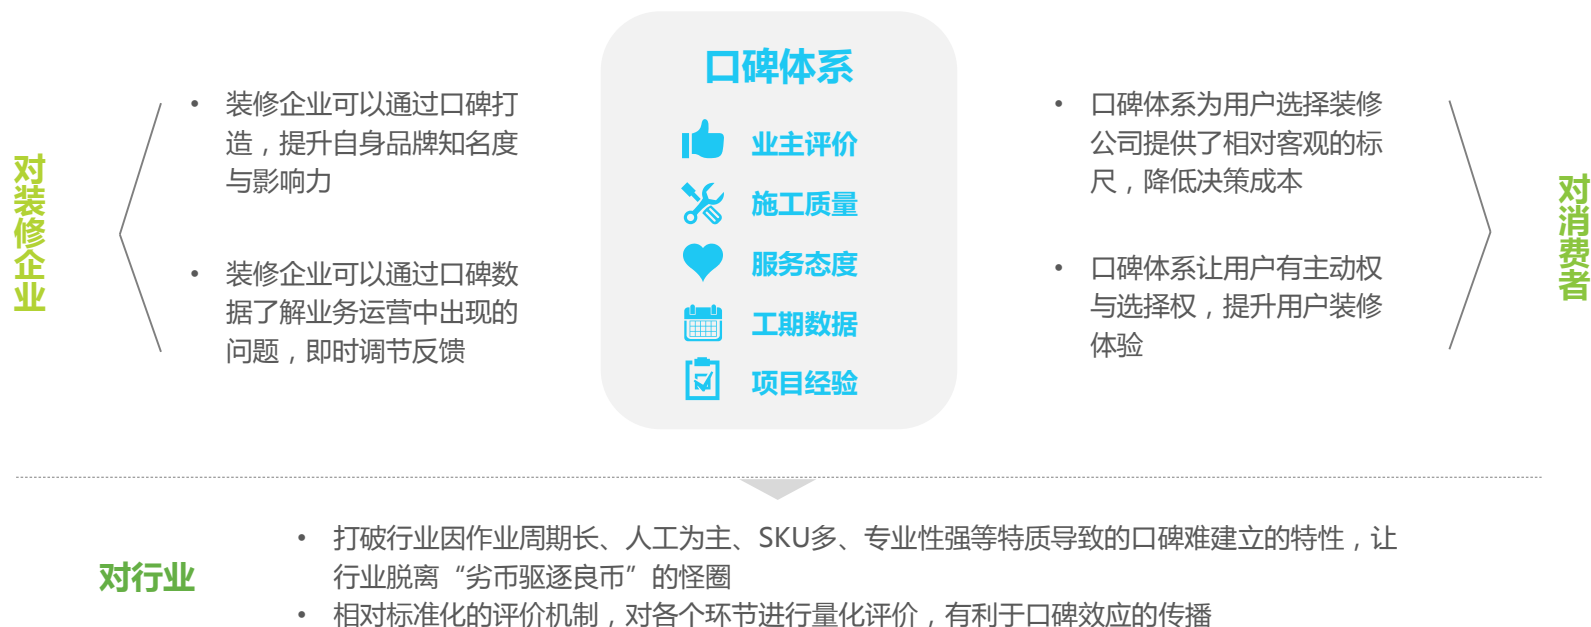 口碑体系
业主评价
施工质量
服务态度
工期数据
项目经验
对装修企业
• 装修企业可以通过口碑打
造，提升自身品牌知名度
与影响力
• 装修企业可以通过口碑数
据了解业务运营中出现的
问题，即时调节反馈
• 口碑体系为用户选择装修
公司提供了相对客观的标
尺，降低决策成本
• 口碑体系让用户有主动权
与选择权，提升用户装修
体验
对消费者
对行业
• 打破行业因作业周期长、人工为主、SKU多、专业性强等特质导致的口碑难建立的特性，让
行业脱离“劣币驱逐良币”的怪圈
• 相对标准化的评价机制，对各个环节进行量化评价，有利于口碑效应的传播